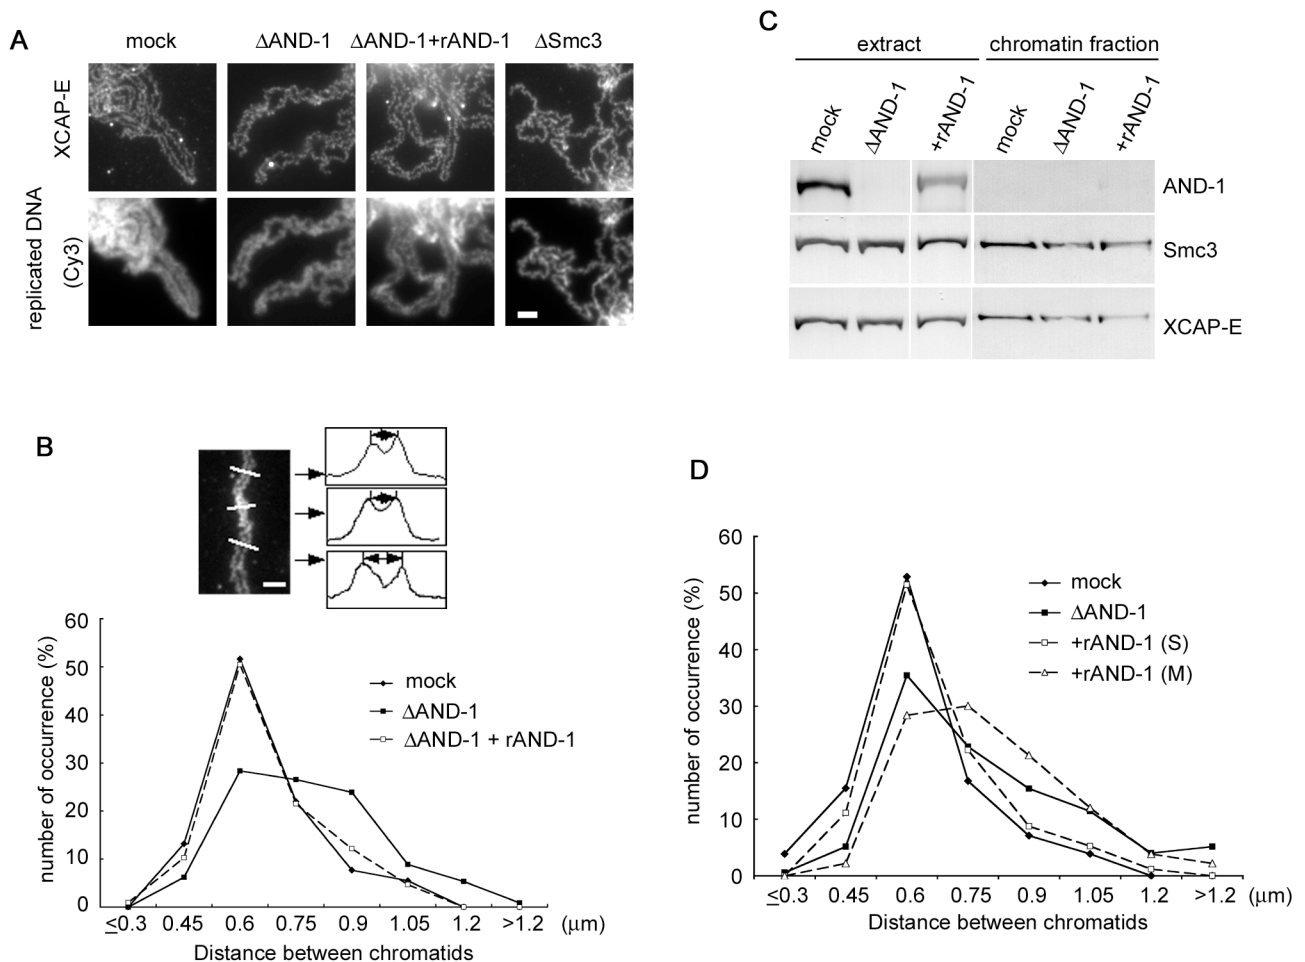 A
mock
ΔAND-1
ΔAND-1+rAND-1
ΔSmc3
XCAP-E
replicated DNA
(Cy3)
C
extract
chromatin fraction
mock
ΔAND-1
+rAND-1
mock
ΔAND-1
+rAND-1
AND-1
Smc3
XCAP-E
B
number of occurrence (%)
60
50
40
30
20
10
0
mock
ΔAND-1
ΔAND-1 + rAND-1
≤0.3 0.45 0.6 0.75 0.9 1.05 1.2 >1.2 (μm)
Distance between chromatids
D
number of occurrence (%)
60
50
40
30
20
10
0
mock
ΔAND-1
+rAND-1 (S)
+rAND-1 (M)
≤0.3 0.45 0.6 0.75 0.9 1.05 1.2 >1.2 (μm)
Distance between chromatids